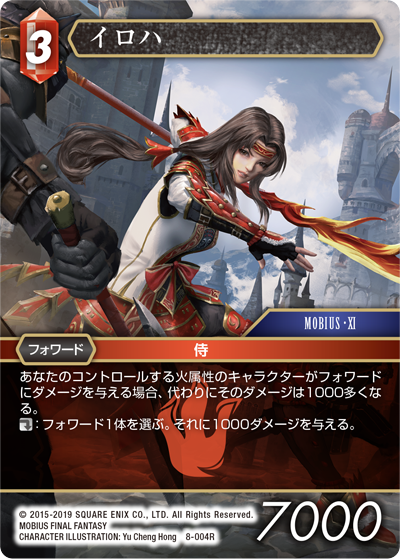 3
イロハ
MOBIUS・XI
フォワード
侍
あなたのコントロールする火属性のキャラクターがフォワード
にダメージを与える場合、代わりにそのダメージは1000多くな
る。
:フォワード1体を選ぶ。それに1000ダメージを与える。
© 2015-2019 SQUARE ENIX CO., LTD. All Rights Reserved.
MOBIUS FINAL FANTASY
CHARACTER ILLUSTRATION: Yu Cheng Hong 8-004R
7000